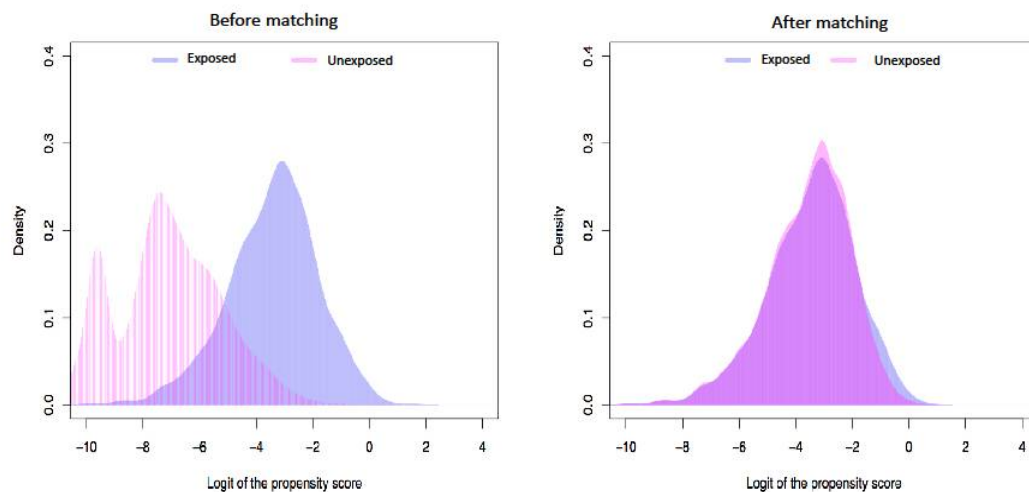 Before matching
Exposed
Unexposed
0.4
0.3
0.2
0.1
0.0
Density
-10 -8 -6 -4 -2 0 2 4
Logit of the propensity score
After matching
Exposed
Unexposed
0.4
0.3
0.2
0.1
0.0
Density
-10 -8 -6 -4 -2 0 2 4
Logit of the propensity score